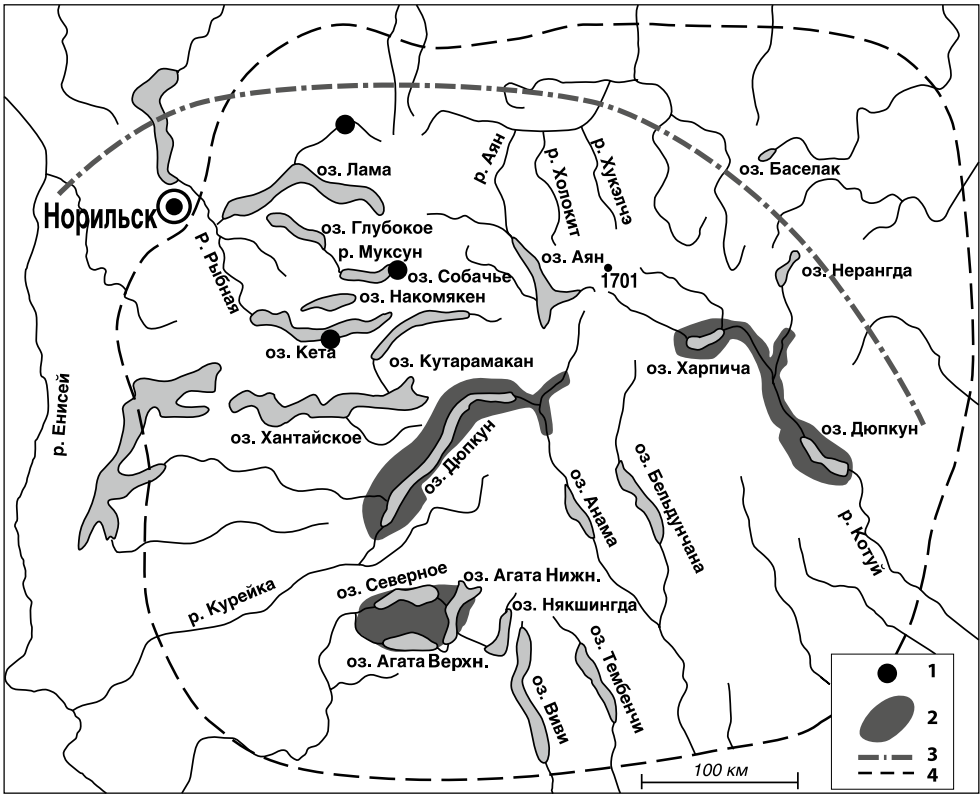 оз. Лама
р. Аян
р. Холокит
р. Хукэлчэ
оз. Баселак
Норильск
оз. Глубокое
р. Муксун
оз. Собачье
оз. Аян
1701
оз. Нерангда
Р. Рыбная
оз. Накомякен
оз. Кета
оз. Кутарамакан
оз. Харпича
р. Енисей
оз. Хантайское
оз. Дюпкун
оз. Дюпкун
оз. Анама
оз. Бельдунчана
р. Котуй
р. Курейка
оз. Северное
оз. Агата Нижн.
оз. Някшингда
оз. Агата Верхн.
оз. Виви
оз. Тембенчи
1
2
3
4
100 км